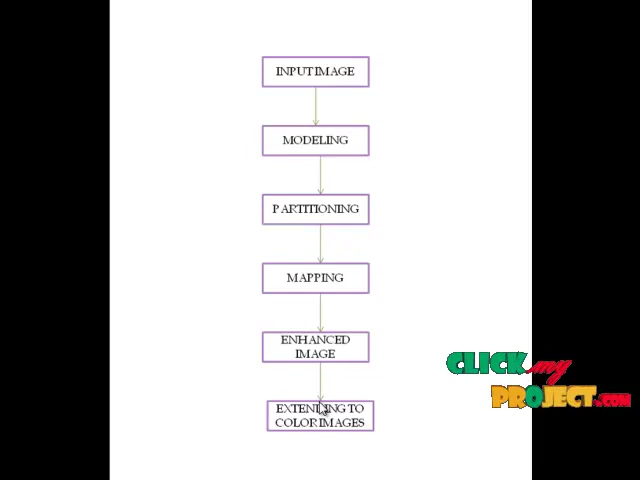 INPUT IMAGE
MODELING
PARTITIONING
MAPPING
ENHANCED
IMAGE
EXTENDING TO
COLOR IMAGES
CLICK my
PROJECT.COM